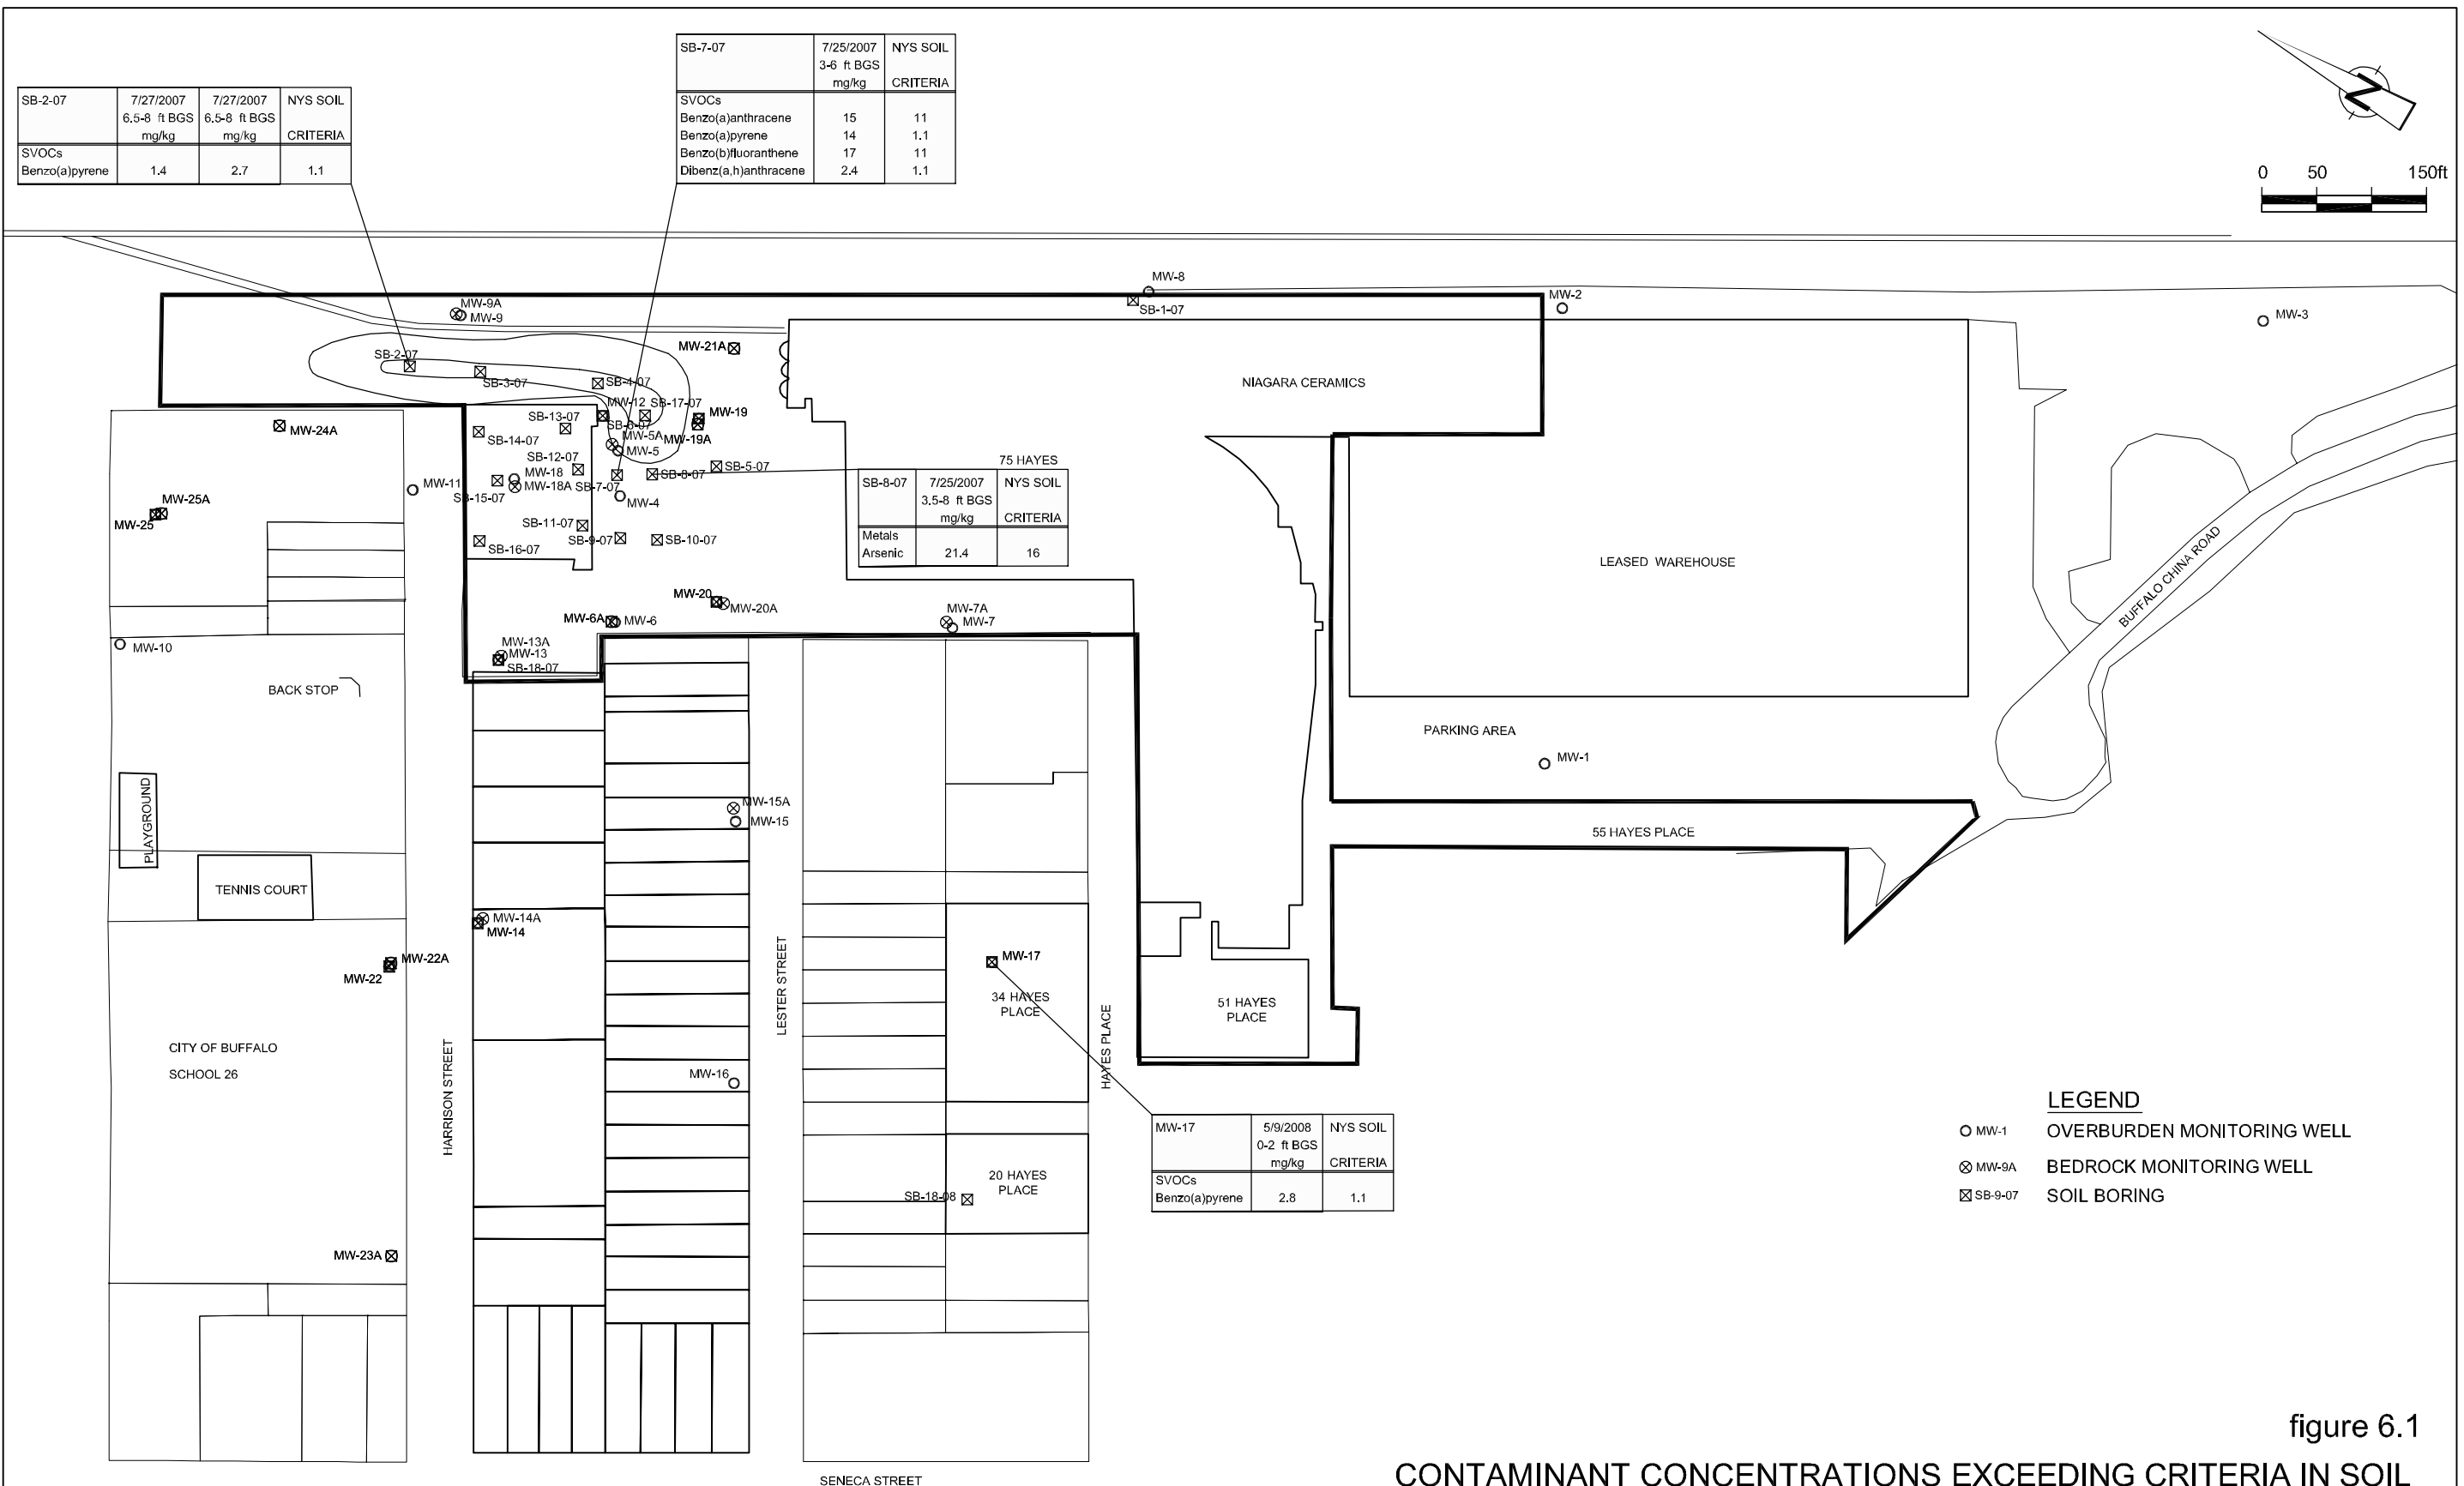 SB-7-07 7/25/2007 NYS SOIL
3-6 ft BGS
mg/kg CRITERIA
SVOCs
Benzo(a)anthracene 15 11
Benzo(a)pyrene 14 1.1
Benzo(b)fluoranthene 17 11
Dibenz(a,h)anthracene 2.4 1.1
SB-2-07 7/27/2007 7/27/2007 NYS SOIL
6.5-8 ft BGS 6.5-8 ft BGS
mg/kg mg/kg CRITERIA
SVOCs
Benzo(a)pyrene 1.4 2.7 1.1
N
0 50 150ft
MW-8
SB-1-07
MW-2
MW-3
MW-9A
MW-9
MW-21A
SB-2-07
SB-3-07
SB-4-07
NIAGARA CERAMICS
MW-12 SB-17-07
SB-13-07
SB-6-07
MW-19
MW-19A
MW-24A
SB-14-07
MW-5A
MW-5
SB-12-07
MW-18
MW-18A
SB-7-07
SB-8-07
SB-5-07
75 HAYES
MW-11
SB-15-07
MW-4
MW-25A
MW-25
SB-11-07
SB-9-07
SB-10-07
SB-16-07
SB-8-07 7/25/2007 NYS SOIL
3.5-8 ft BGS
mg/kg CRITERIA
Metals
Arsenic 21.4 16
LEASED WAREHOUSE
BUFFALO CHINA ROAD
MW-20
MW-20A
MW-6A
MW-6
MW-7A
MW-7
MW-13A
MW-13
SB-18-07
MW-10
BACK STOP
PARKING AREA
MW-1
PLAYGROUND
MW-15A
MW-15
55 HAYES PLACE
TENNIS COURT
MW-14A
MW-14
MW-22A
MW-22
LESTER STREET
MW-17
34 HAYES
PLACE
51 HAYES
PLACE
HAYES PLACE
CITY OF BUFFALO
SCHOOL 26
HARRISON STREET
MW-16
20 HAYES
PLACE
SB-18-08
MW-17 5/9/2008 NYS SOIL
0-2 ft BGS
mg/kg CRITERIA
SVOCs
Benzo(a)pyrene 2.8 1.1
MW-23A
LEGEND
MW-1 OVERBURDEN MONITORING WELL
MW-9A BEDROCK MONITORING WELL
SB-9-07 SOIL BORING
SENECA STREET
figure 6.1
CONTAMINANT CONCENTRATIONS EXCEEDING CRITERIA IN SOIL